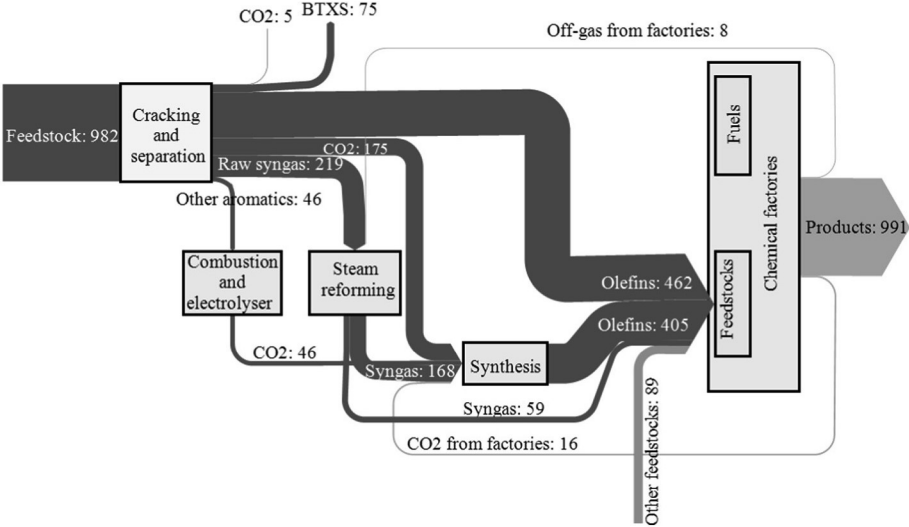 CO2: 5
BTXS: 75
Off-gas from factories: 8
Feedstock: 982
Cracking
and
separation
CO2: 175
Raw syngas: 219
Other aromatics: 46
Fuels
Chemical factories
Products: 991
Combustion
and
electrolyser
Steam
reforming
Olefins: 462
Olefins: 405
Feedstocks
CO2: 46
Syngas: 168
Synthesis
Syngas: 59
CO2 from factories: 16
Other feedstocks: 89